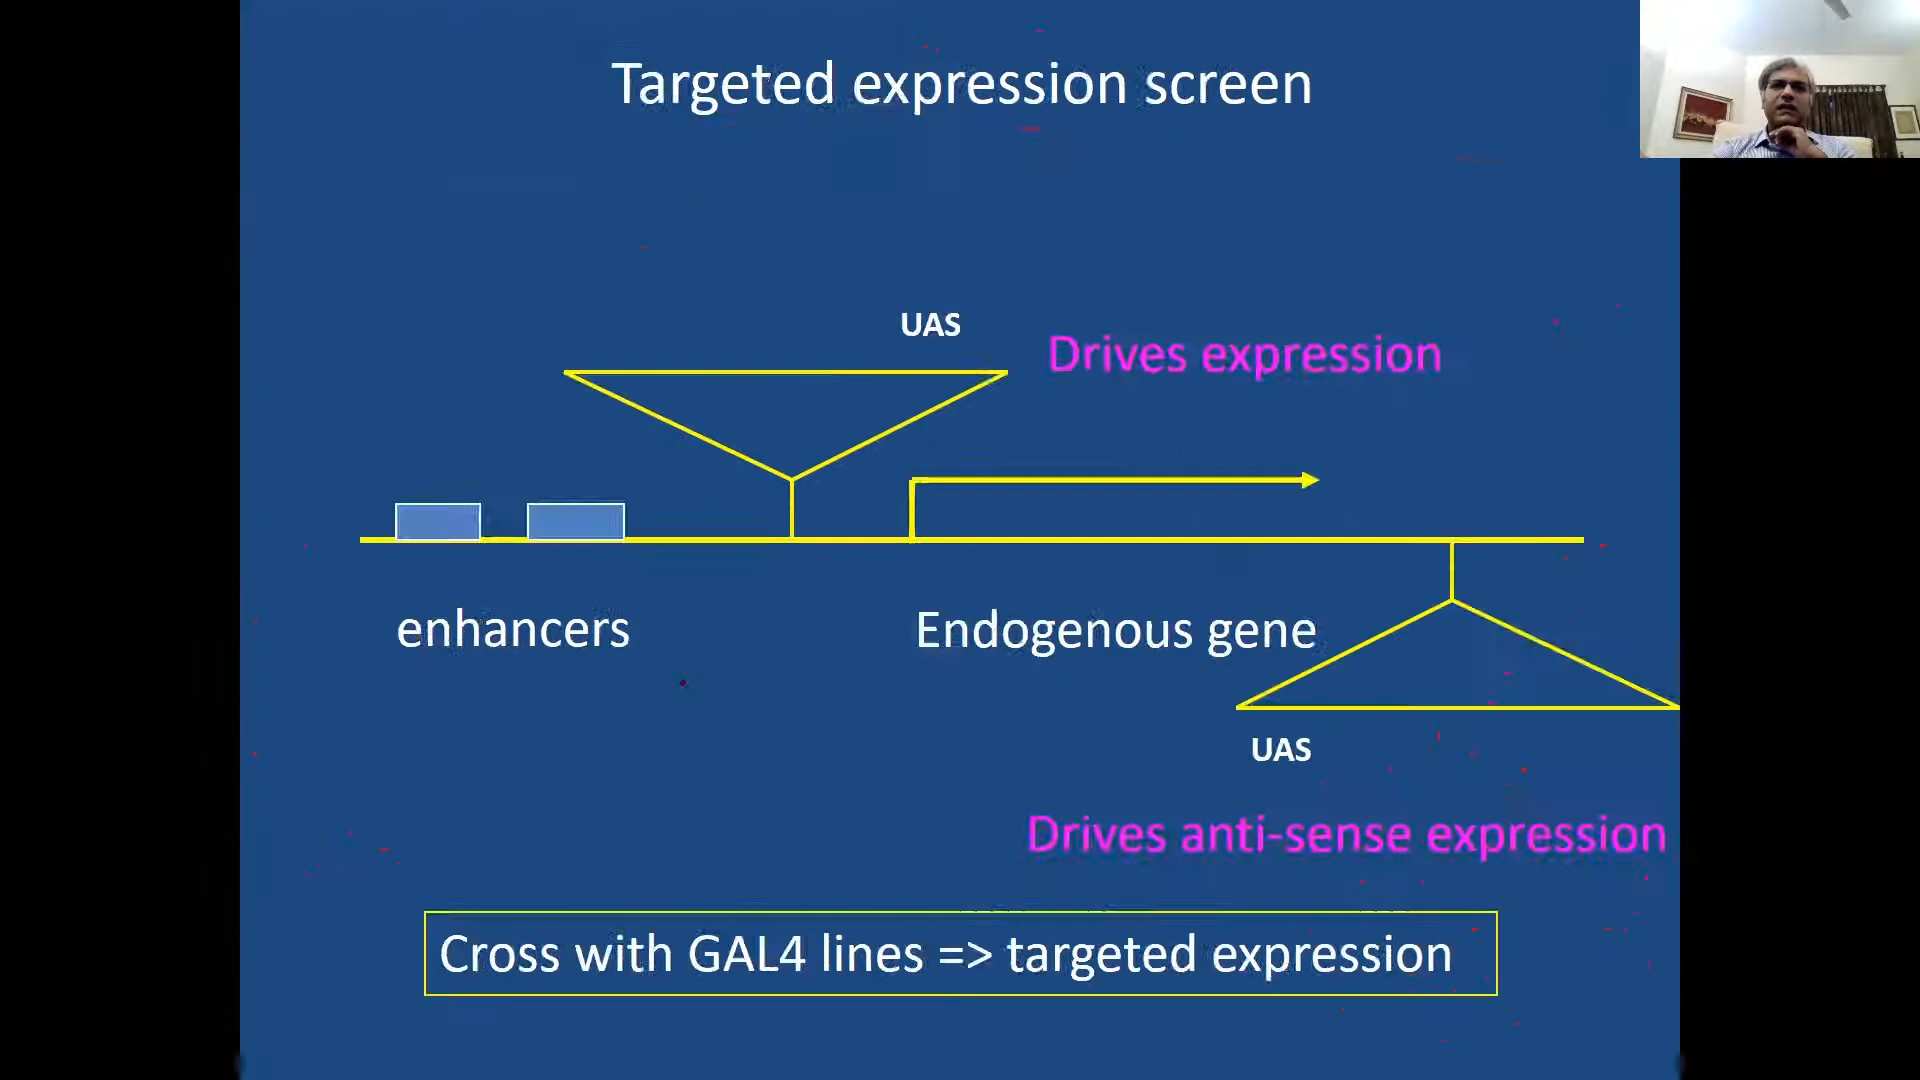 Targeted expression screen
UAS
Drives expression
enhancers
Endogenous gene
UAS
Drives anti-sense expression
Cross with GAL4 lines => targeted expression